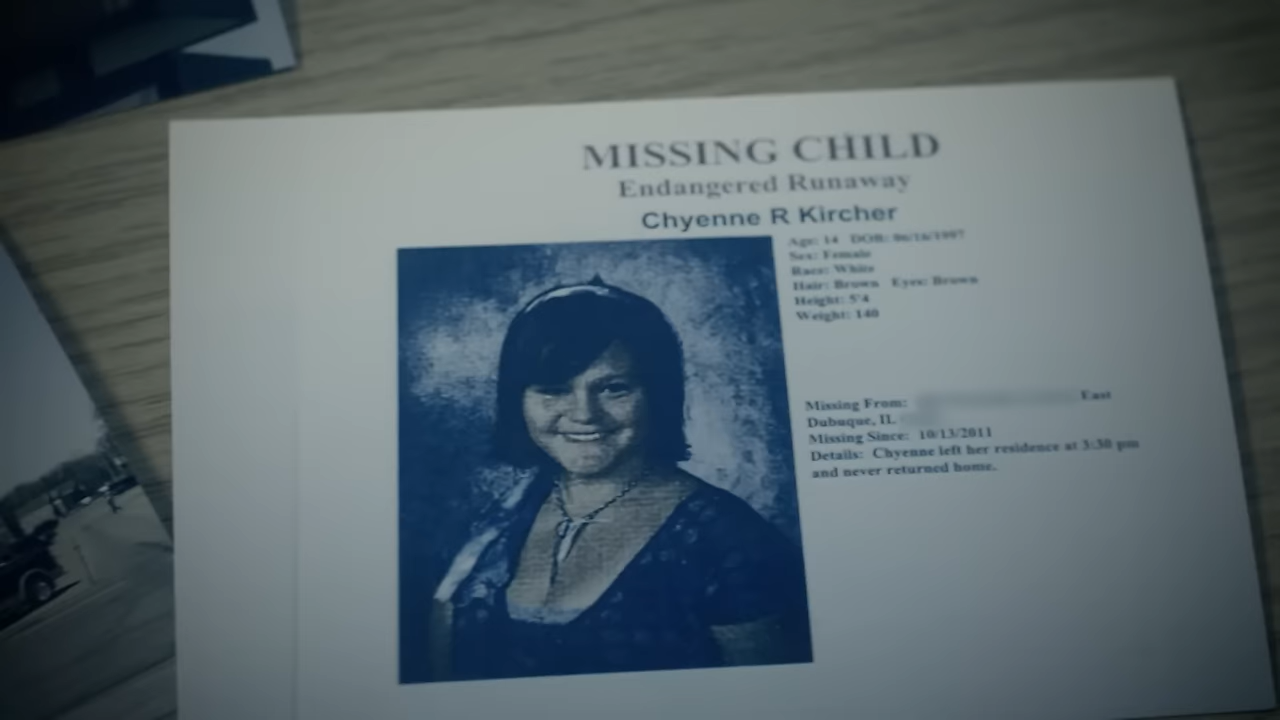 MISSING CHILD
Endangered Runaway
Chyenne R Kircher
Age: 14 DOB: 06/16/1997
Sex: Female
Race: White
Hair: Brown Eyes: Brown
Height: 5'4
Weight: 140
Missing From: East
Dubuque, IL
Missing Since: 10/13/2011
Details: Chyenne left her residence at 3:30 pm
and never returned home.